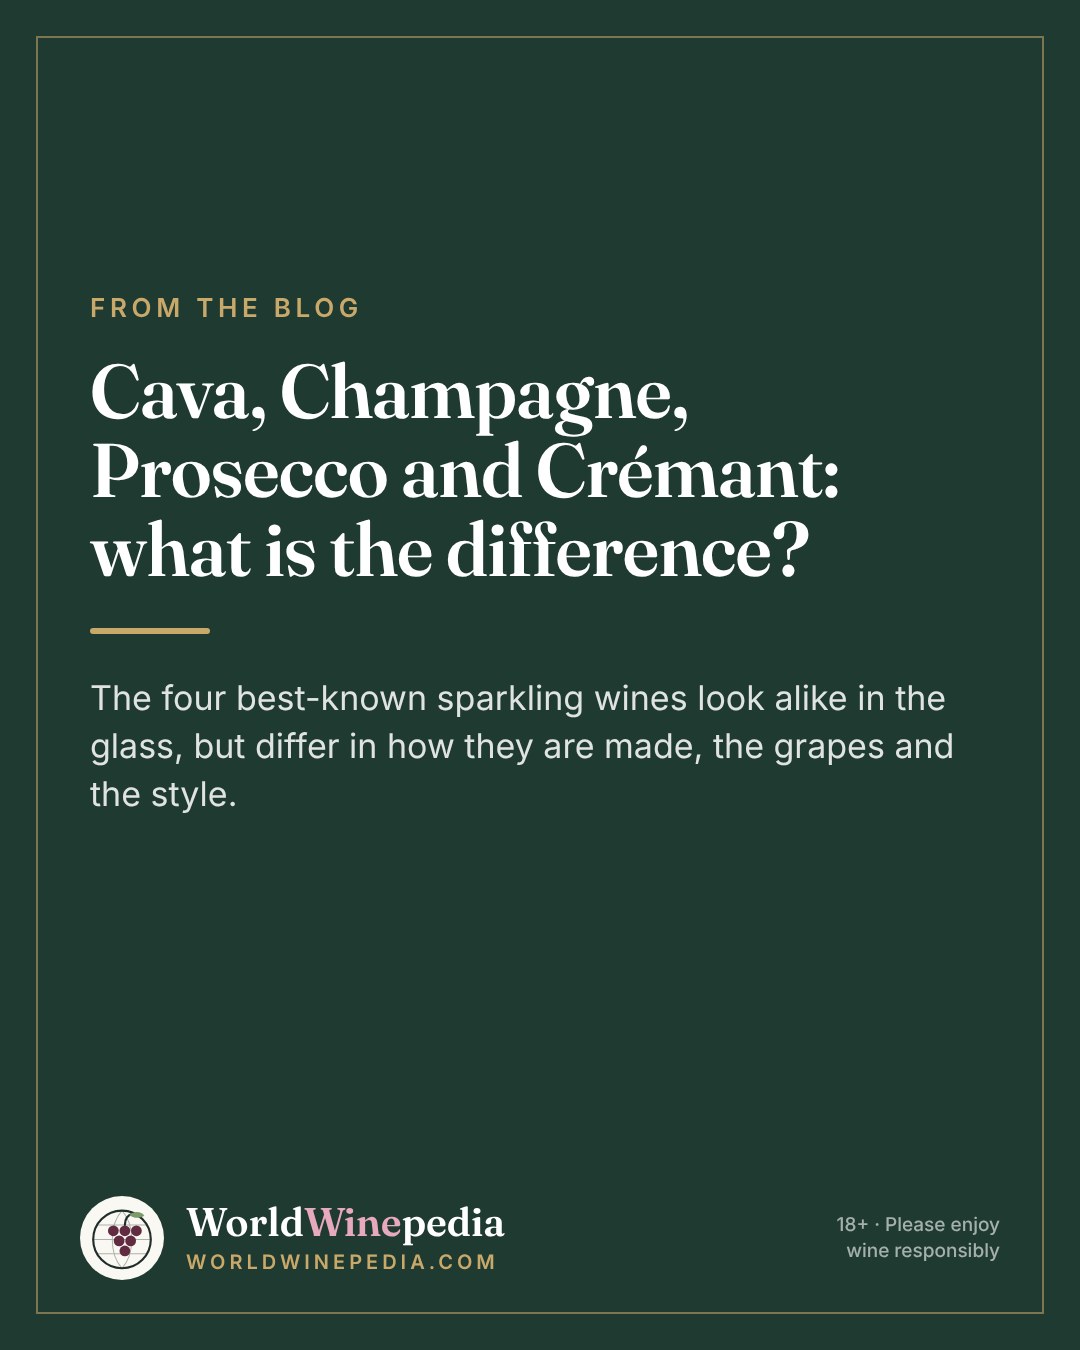 FROM THE BLOG
Cava, Champagne,
Prosecco and Crémant:
what is the difference?
The four best-known sparkling wines look alike in the
glass, but differ in how they are made, the grapes and
the style.
WorldWinepedia
WORLDWINEPEDIA.COM
18+ · Please enjoy
wine responsibly